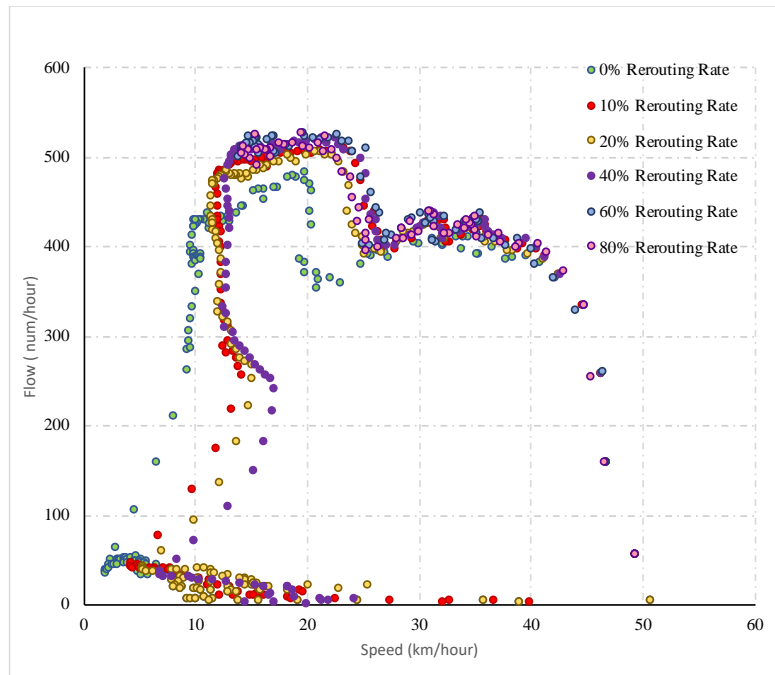 600
500
400
300
200
100
0
Flow ( num/hour)
0% Rerouting Rate
10% Rerouting Rate
20% Rerouting Rate
40% Rerouting Rate
60% Rerouting Rate
80% Rerouting Rate
0 10 20 30 40 50 60
Speed (km/hour)